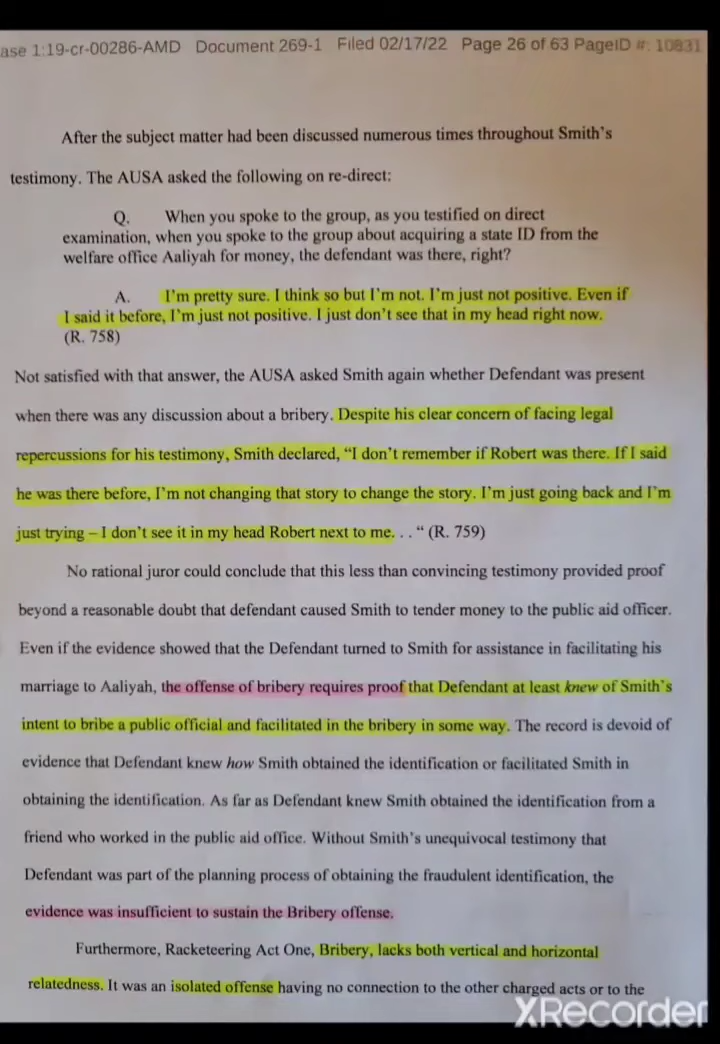 ase 1:19-cr-00286-AMD Document 269-1 Filed 02/17/22 Page 26 of 63 PageID #: 10831
After the subject matter had been discussed numerous times throughout Smith's
testimony. The AUSA asked the following on re-direct:
Q. When you spoke to the group, as you testified on direct
examination, when you spoke to the group about acquiring a state ID from the
welfare office Aaliyah for money, the defendant was there, right?
A. I'm pretty sure. I think so but I'm not. I'm just not positive. Even if
I said it before, I'm just not positive. I just don't see that in my head right now.
(R. 758)
Not satisfied with that answer, the AUSA asked Smith again whether Defendant was present
when there was any discussion about a bribery. Despite his clear concern of facing legal
repercussions for his testimony, Smith declared, "I don't remember if Robert was there. If I said
he was there before, I'm not changing that story to change the story. I'm just going back and I'm
just trying – I don't see it in my head Robert next to me. . . " (R. 759)
No rational juror could conclude that this less than convincing testimony provided proof
beyond a reasonable doubt that defendant caused Smith to tender money to the public aid officer.
Even if the evidence showed that the Defendant turned to Smith for assistance in facilitating his
marriage to Aaliyah, the offense of bribery requires proof that Defendant at least knew of Smith's
intent to bribe a public official and facilitated in the bribery in some way. The record is devoid of
evidence that Defendant knew how Smith obtained the identification or facilitated Smith in
obtaining the identification. As far as Defendant knew Smith obtained the identification from a
friend who worked in the public aid office. Without Smith's unequivocal testimony that
Defendant was part of the planning process of obtaining the fraudulent identification, the
evidence was insufficient to sustain the Bribery offense.
Furthermore, Racketeering Act One, Bribery, lacks both vertical and horizontal
relatedness. It was an isolated offense having no connection to the other charged acts or to the
XRecorder